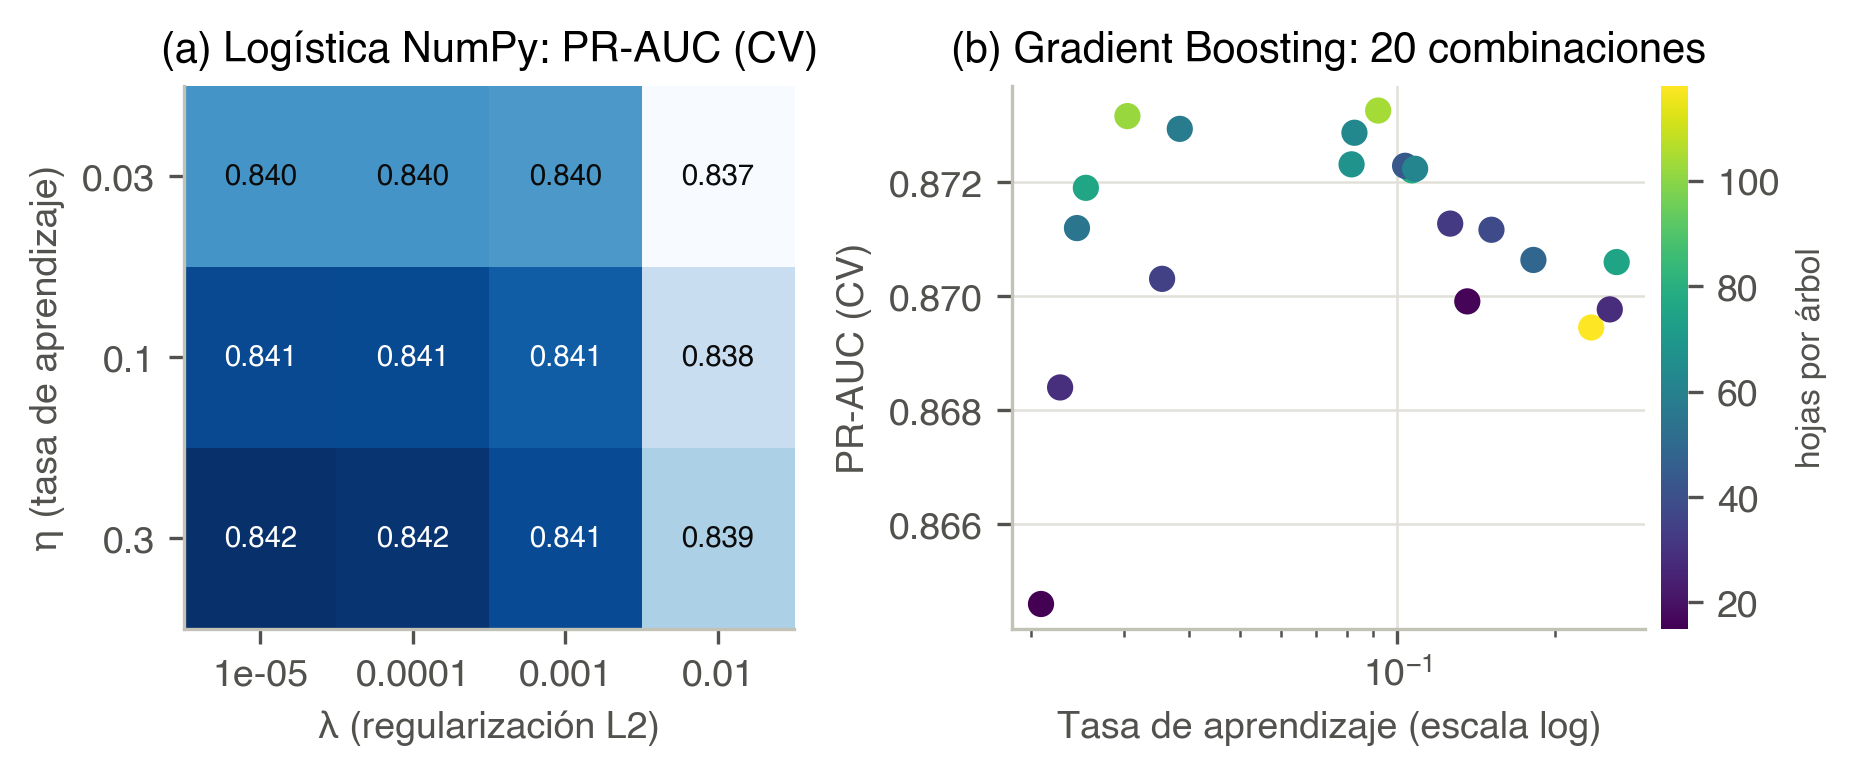 (a) Logística NumPy: PR-AUC (CV)
η (tasa de aprendizaje)
0.03
0.1
0.3
0.840 0.840 0.840 0.837
0.841 0.841 0.841 0.838
0.842 0.842 0.841 0.839
1e-05 0.0001 0.001 0.01
λ (regularización L2)
(b) Gradient Boosting: 20 combinaciones
PR-AUC (CV)
0.872
0.870
0.868
0.866
10⁻¹
Tasa de aprendizaje (escala log)
100
80
60
40
20
hojas por árbol